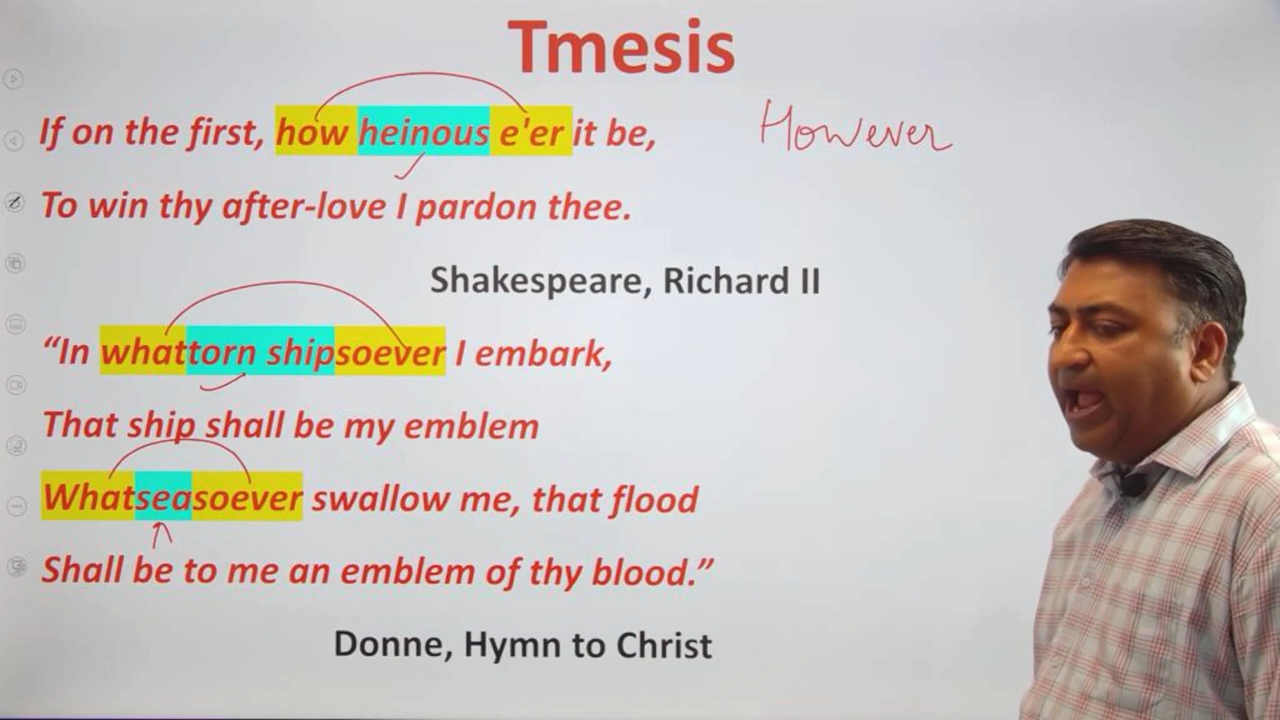 Tmesis
If on the first, how heinous e'er it be, However
To win thy after-love I pardon thee.
Shakespeare, Richard II
“In whattorn shipsoever I embark,
That ship shall be my emblem
Whatseasoever swallow me, that flood
Shall be to me an emblem of thy blood.”
Donne, Hymn to Christ